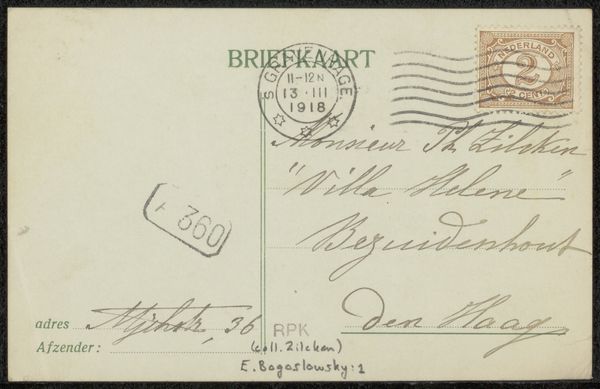 BRIEFKAART
'S GRAVENHAGE
11-12 N
13 · III
1918
NEDERLAND
2
CENT
Monsieur Ph. Zilcken
"Villa Helene"
Bezuidenhout
den Haag
360
adres
36
Afzender:
RPK
(coll. Zilcken)
E. Bogoslowsky: 1